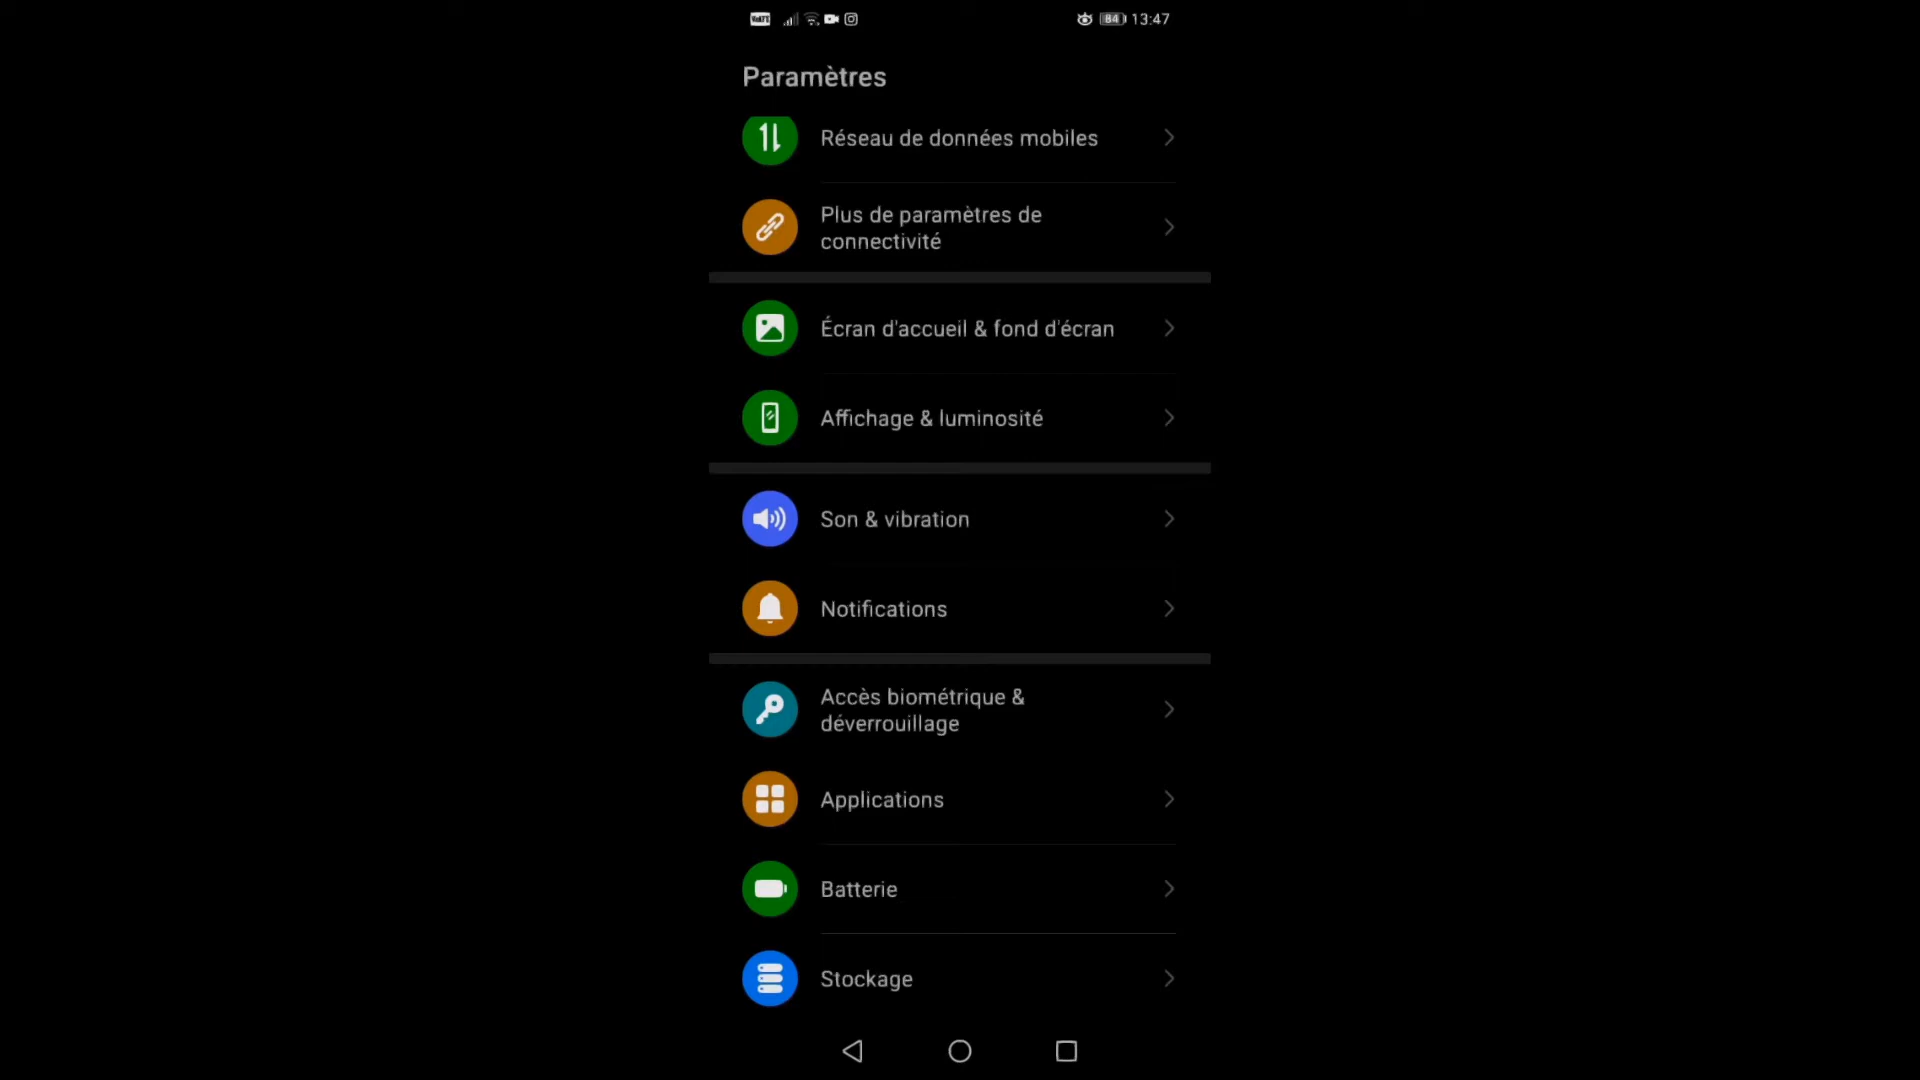 84 13:47
Paramètres
Réseau de données mobiles
Plus de paramètres de
connectivité
Écran d'accueil & fond d'écran
Affichage & luminosité
Son & vibration
Notifications
Accès biométrique &
déverrouillage
Applications
Batterie
Stockage